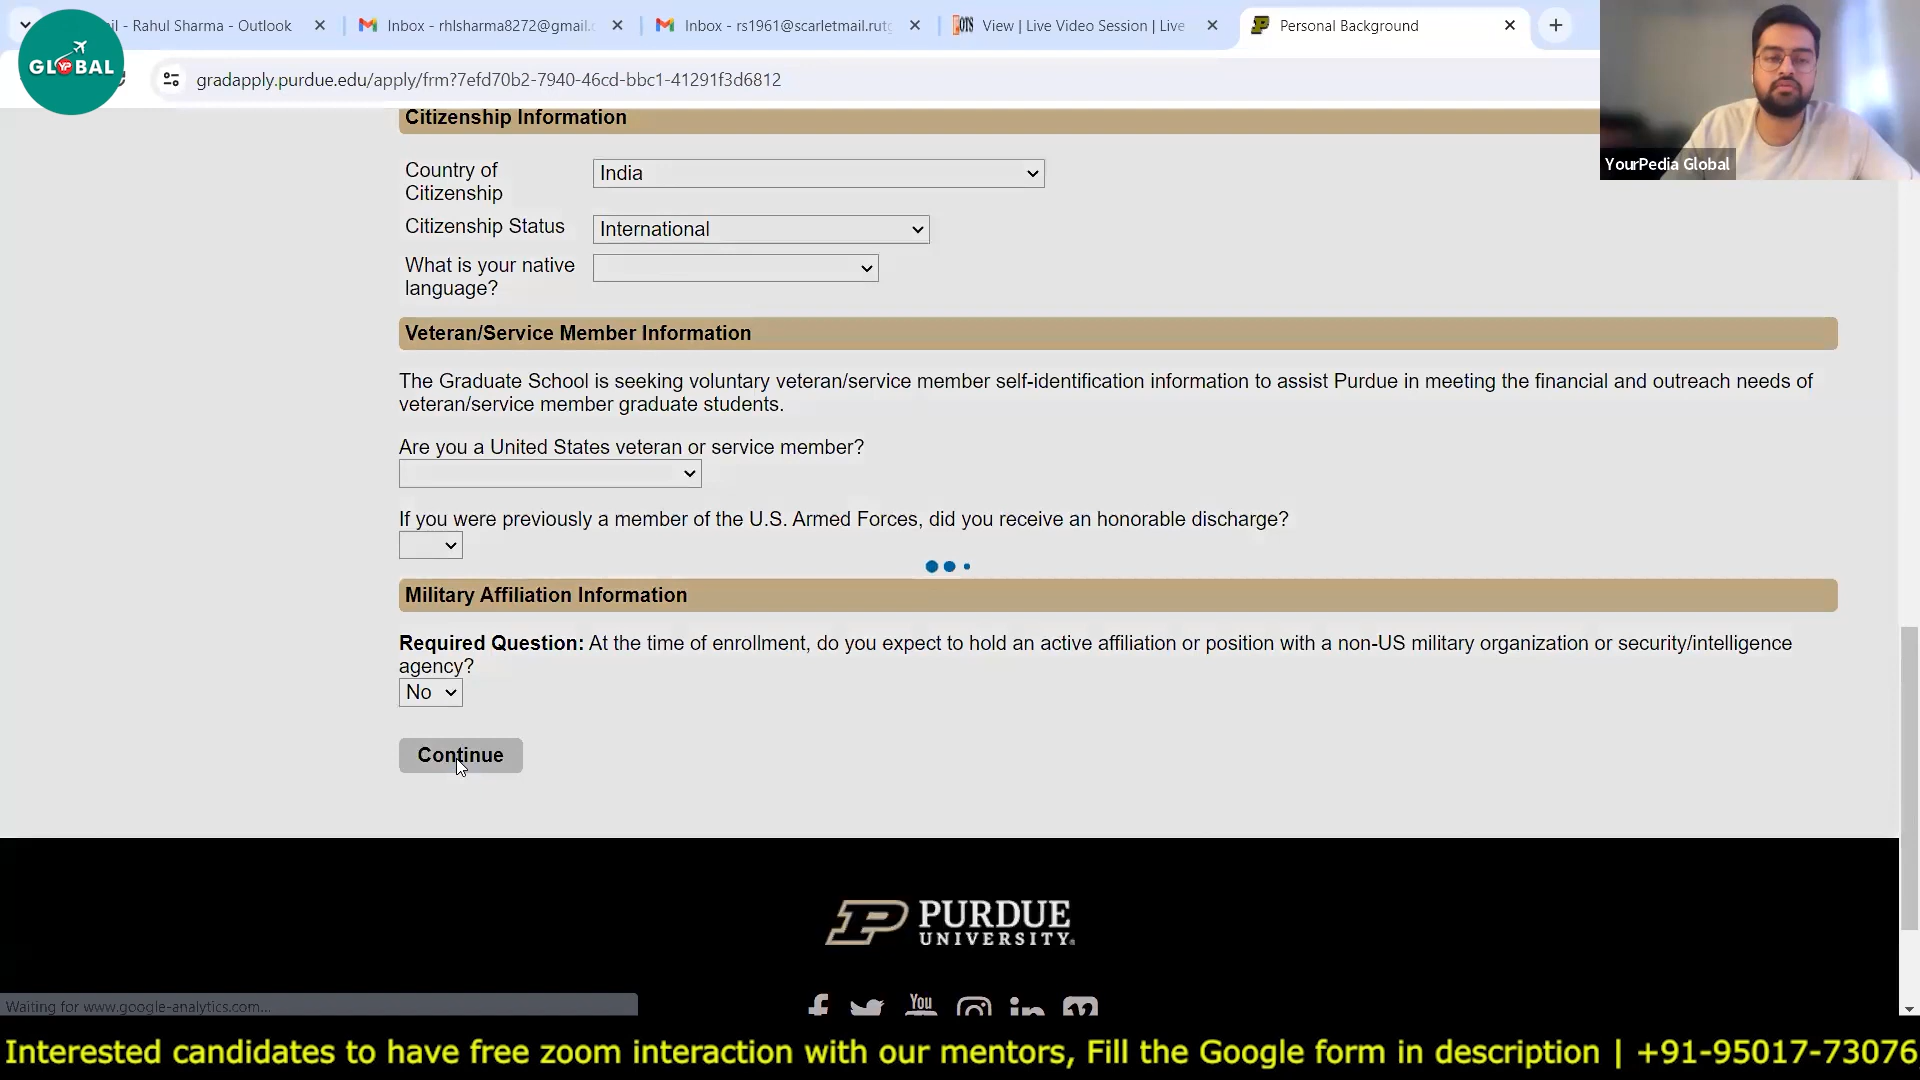 il - Rahul Sharma - Outlook
Inbox - rhlsharma8272@gmail.c
Inbox - rs1961@scarletmail.rutg
View | Live Video Session | Live
Personal Background
GLOBAL
YP
gradapply.purdue.edu/apply/frm?7efd70b2-7940-46cd-bbc1-41291f3d6812
YourPedia Global
Citizenship Information
Country of
Citizenship
India
Citizenship Status
International
What is your native
language?
Veteran/Service Member Information
The Graduate School is seeking voluntary veteran/service member self-identification information to assist Purdue in meeting the financial and outreach needs of
veteran/service member graduate students.
Are you a United States veteran or service member?
If you were previously a member of the U.S. Armed Forces, did you receive an honorable discharge?
Military Affiliation Information
Required Question: At the time of enrollment, do you expect to hold an active affiliation or position with a non-US military organization or security/intelligence
agency?
No
Continue
PURDUE
UNIVERSITY.
You
Waiting for www.google-analytics.com...
Interested candidates to have free zoom interaction with our mentors, Fill the Google form in description | +91-95017-73076